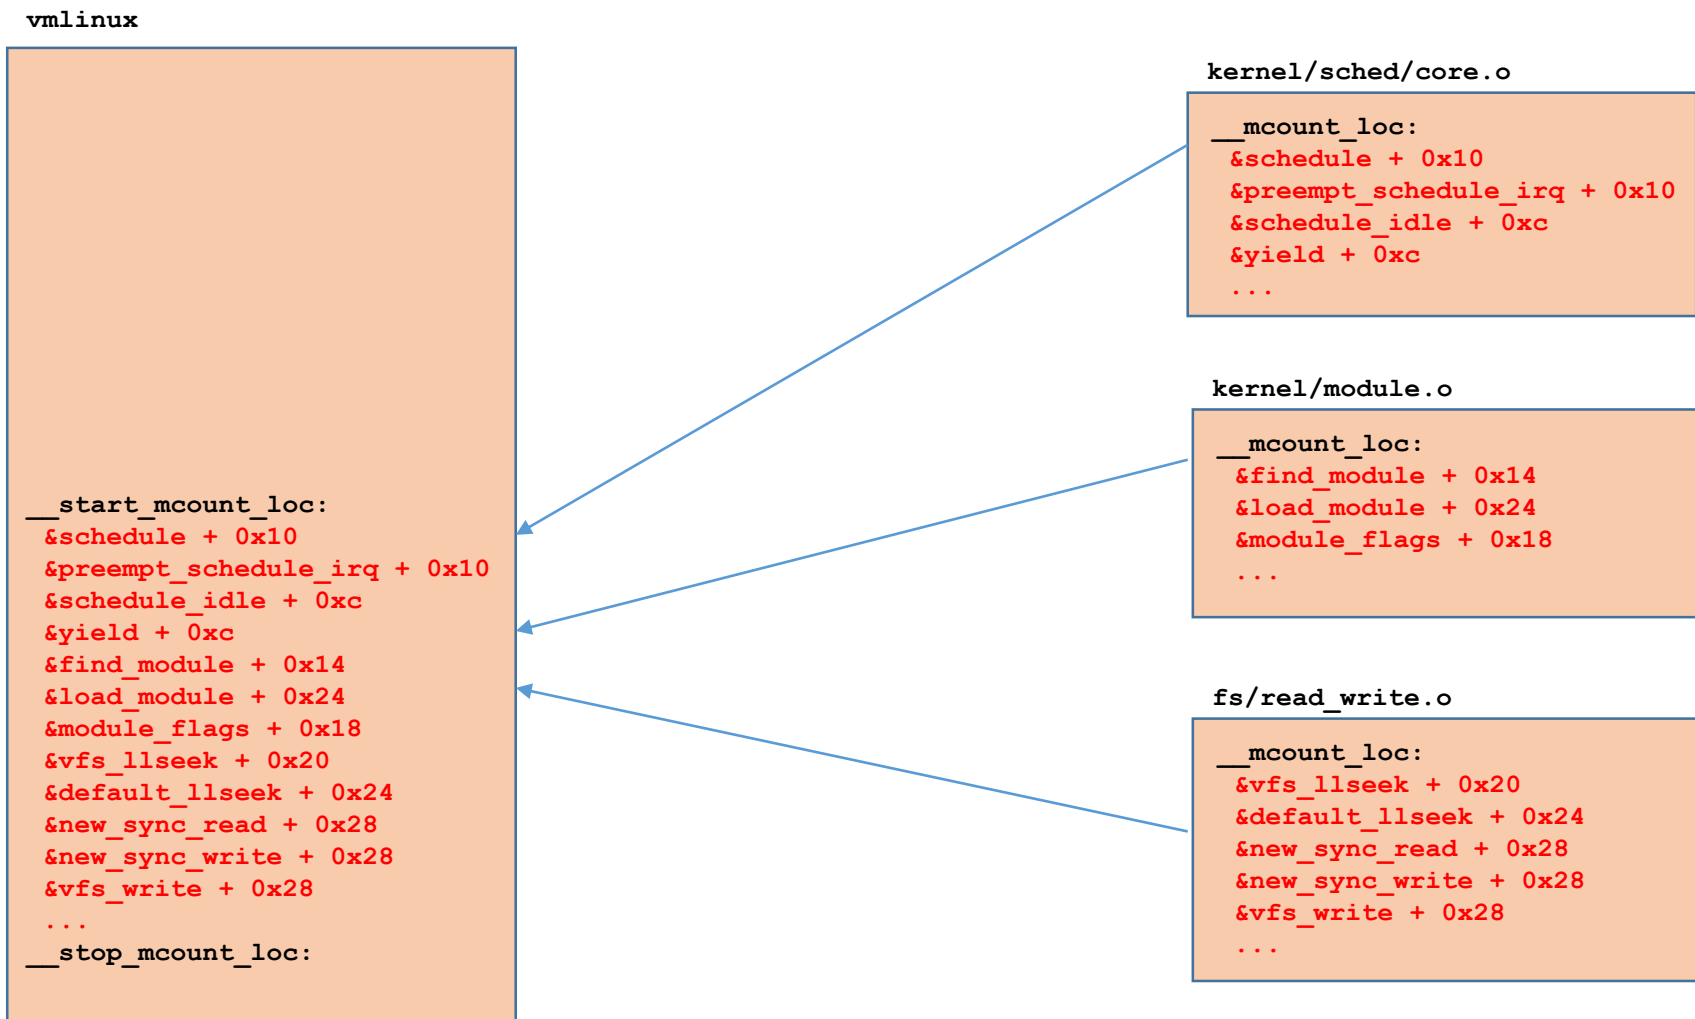 vmlinux
__start_mcount_loc:
&schedule + 0x10
&preempt_schedule_irq + 0x10
&schedule_idle + 0xc
&yield + 0xc
&find_module + 0x14
&load_module + 0x24
&module_flags + 0x18
&vfs_llseek + 0x20
&default_llseek + 0x24
&new_sync_read + 0x28
&new_sync_write + 0x28
&vfs_write + 0x28
...
__stop_mcount_loc:
kernel/sched/core.o
__mcount_loc:
&schedule + 0x10
&preempt_schedule_irq + 0x10
&schedule_idle + 0xc
&yield + 0xc
...
kernel/module.o
__mcount_loc:
&find_module + 0x14
&load_module + 0x24
&module_flags + 0x18
...
fs/read_write.o
__mcount_loc:
&vfs_llseek + 0x20
&default_llseek + 0x24
&new_sync_read + 0x28
&new_sync_write + 0x28
&vfs_write + 0x28
...